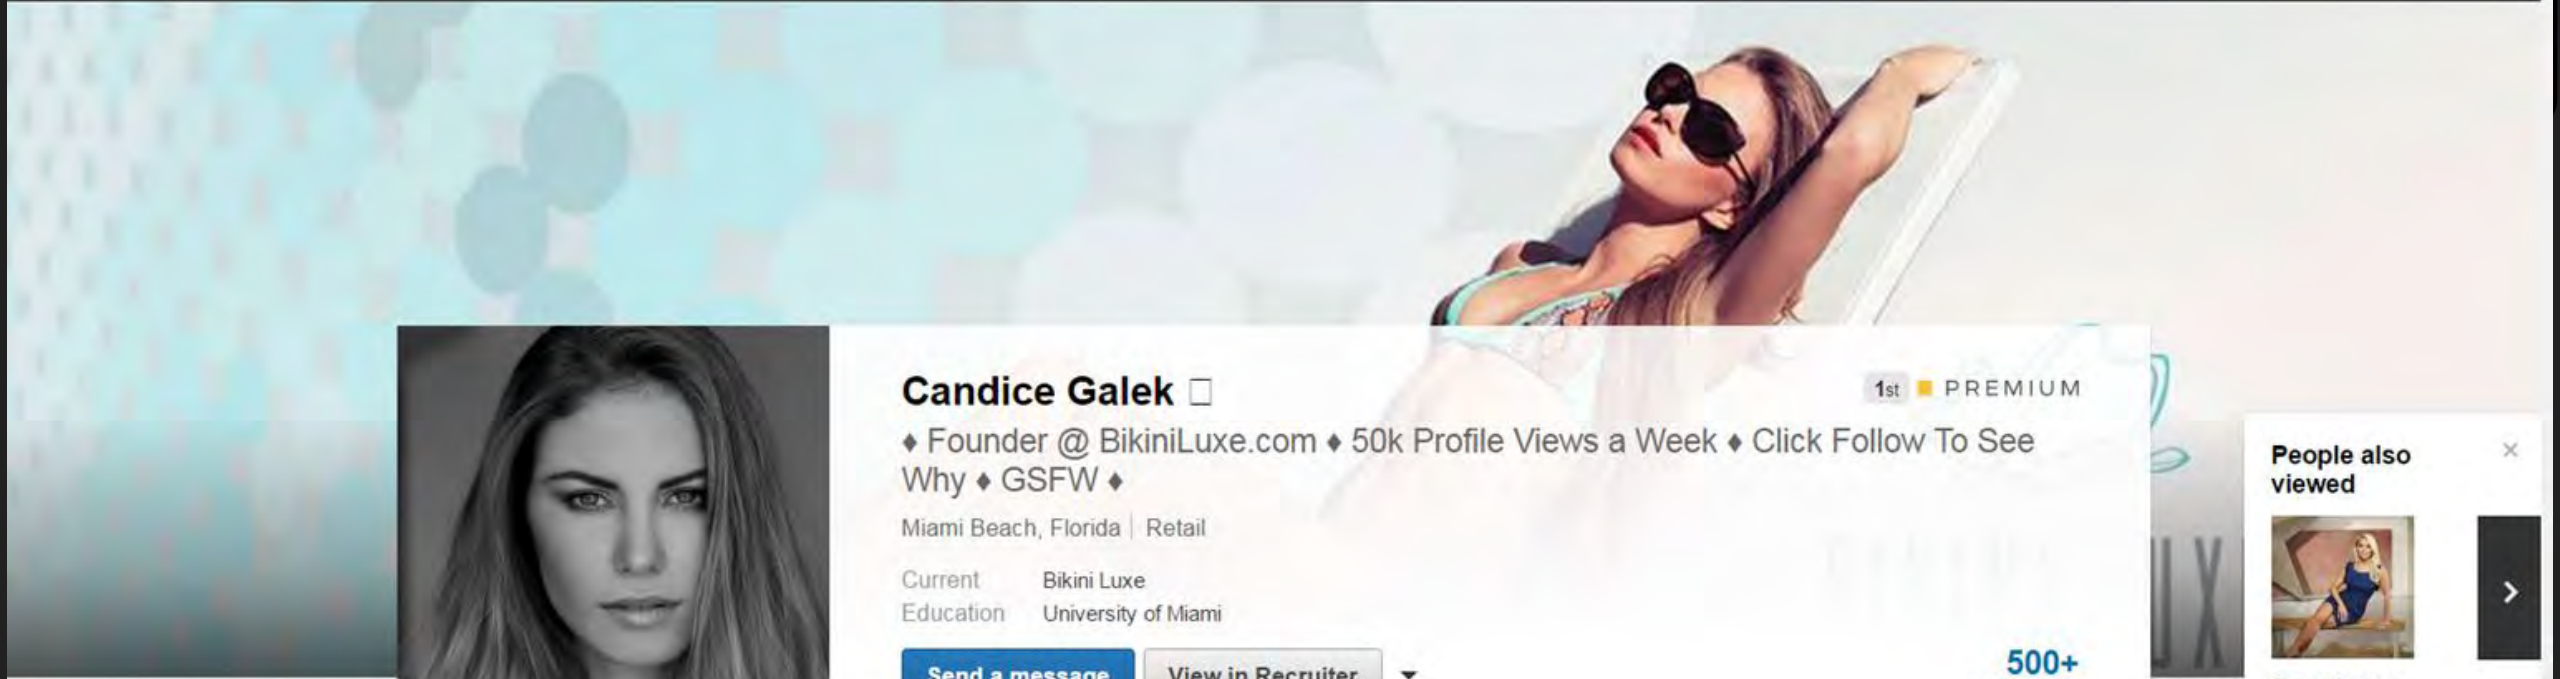 Candice Galek
1st PREMIUM
♦ Founder @ BikiniLuxe.com ♦ 50k Profile Views a Week ♦ Click Follow To See
Why ♦ GSFW ♦
Miami Beach, Florida | Retail
Current Bikini Luxe
Education University of Miami
Send a message
View in Recruiter
500+
UX
People also
viewed